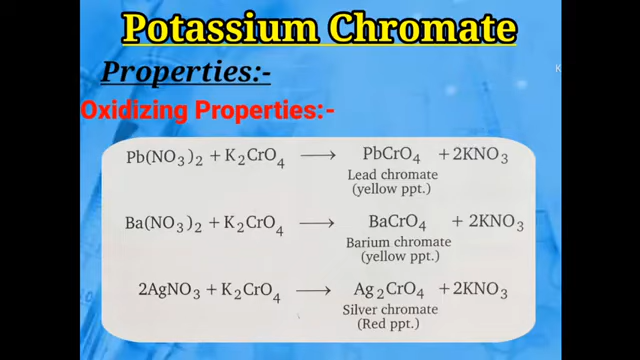 Potassium Chromate
Properties:-
K
Oxidizing Properties:-
Pb(NO₃)₂ + K₂CrO₄ ⟶ PbCrO₄ + 2KNO₃
Lead chromate
(yellow ppt.)
Ba(NO₃)₂ + K₂CrO₄ ⟶ BaCrO₄ + 2KNO₃
Barium chromate
(yellow ppt.)
2AgNO₃ + K₂CrO₄ ⟶ Ag₂CrO₄ + 2KNO₃
Silver chromate
(Red ppt.)